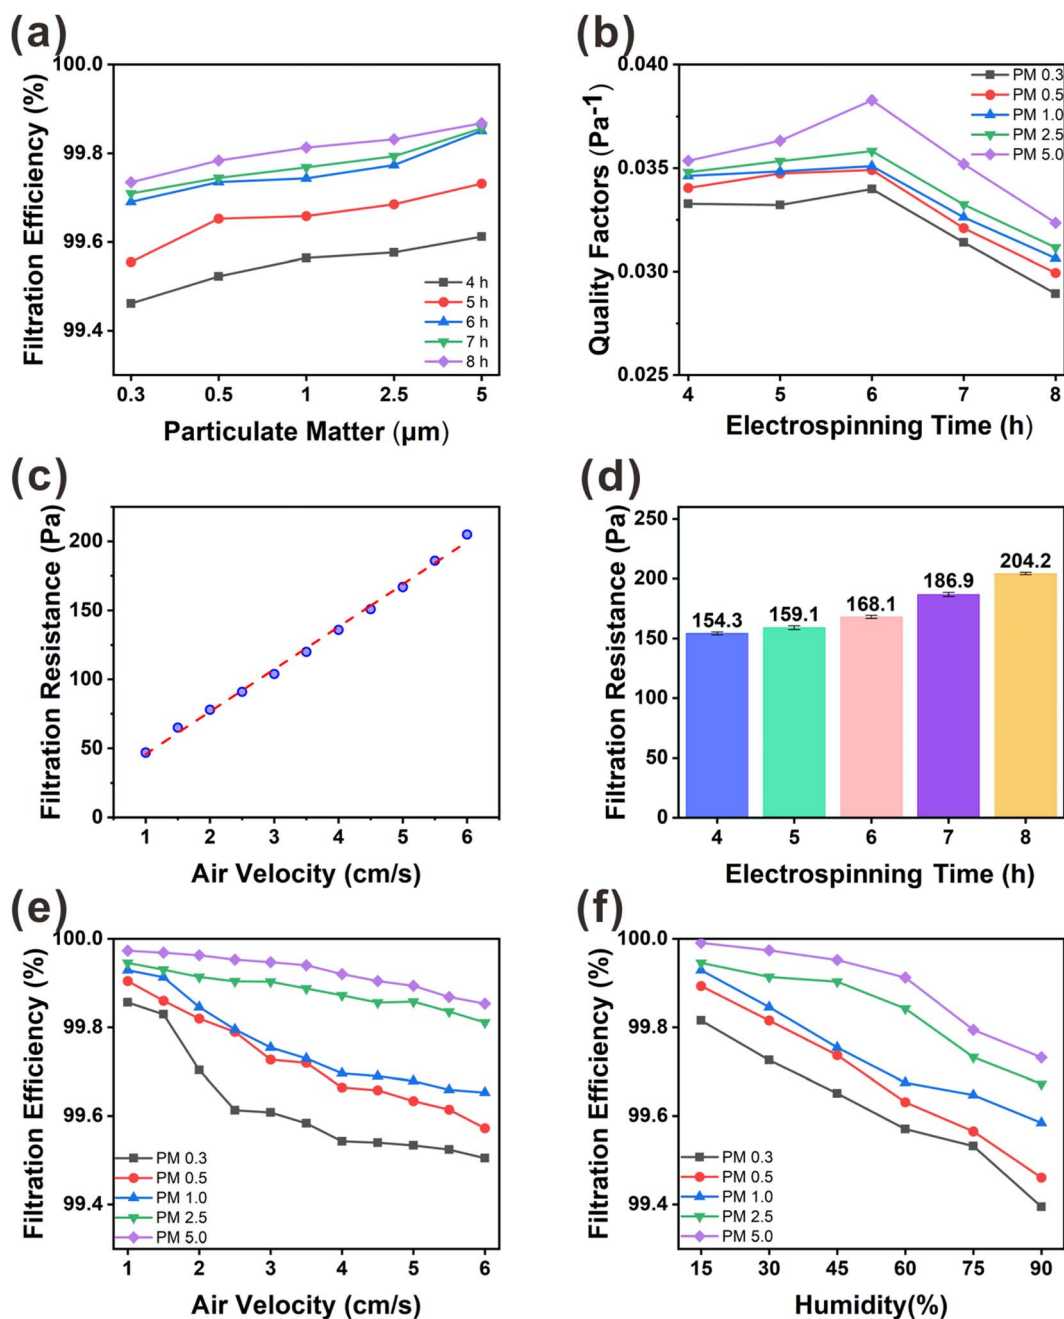 (a)
Filtration Efficiency (%)
100.0
99.8
99.6
99.4
4 h
5 h
6 h
7 h
8 h
0.3 0.5 1 2.5 5
Particulate Matter (μm)
(b)
Quality Factors (Pa⁻¹)
0.040
0.035
0.030
0.025
PM 0.3
PM 0.5
PM 1.0
PM 2.5
PM 5.0
4 5 6 7 8
Electrospinning Time (h)
(c)
Filtration Resistance (Pa)
200
150
100
50
0
1 2 3 4 5 6
Air Velocity (cm/s)
(d)
Filtration Resistance (Pa)
250
200
150
100
50
0
154.3 159.1 168.1 186.9 204.2
4 5 6 7 8
Electrospinning Time (h)
(e)
Filtration Efficiency (%)
100.0
99.8
99.6
99.4
PM 0.3
PM 0.5
PM 1.0
PM 2.5
PM 5.0
1 2 3 4 5 6
Air Velocity (cm/s)
(f)
Filtration Efficiency (%)
100.0
99.8
99.6
99.4
PM 0.3
PM 0.5
PM 1.0
PM 2.5
PM 5.0
15 30 45 60 75 90
Humidity(%)